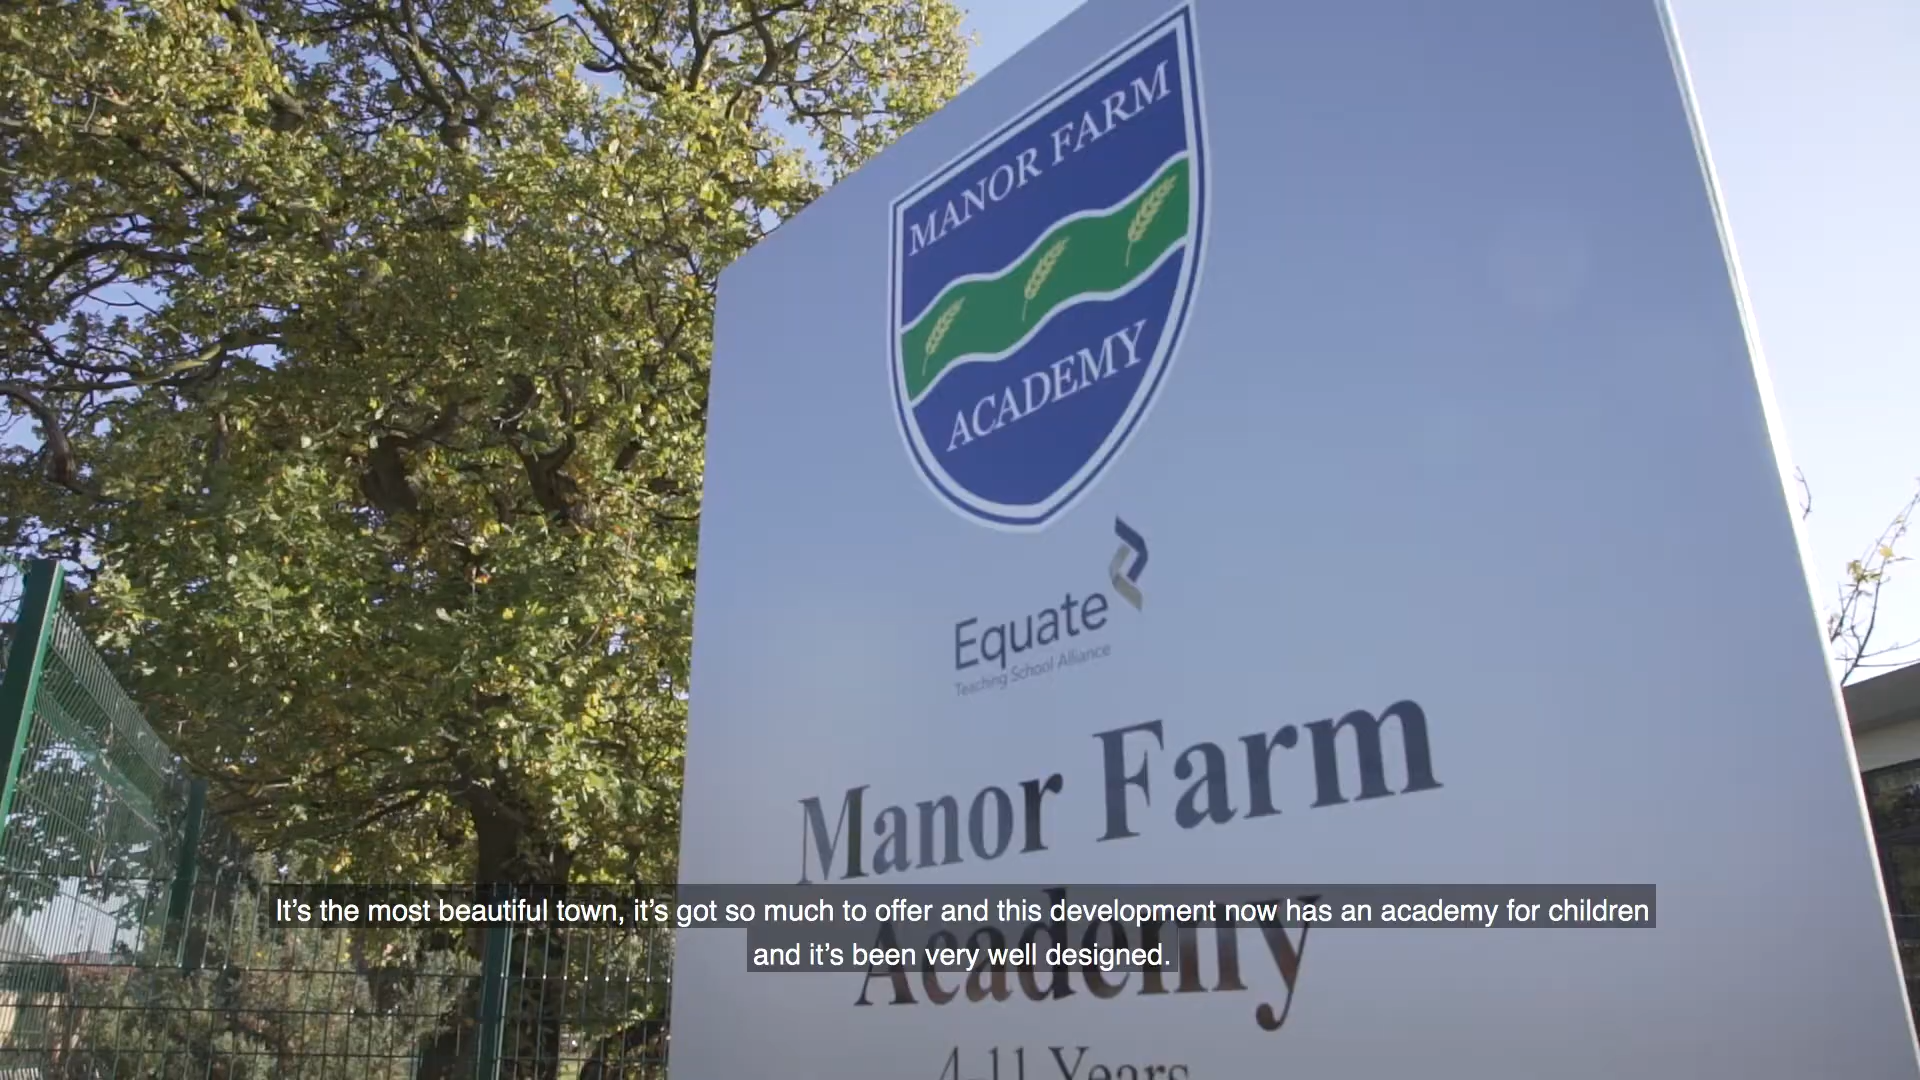 MANOR FARM
ACADEMY
Equate
Teaching School Alliance
Manor Farm
Academy
4-11 Years
It’s the most beautiful town, it’s got so much to offer and this development now has an academy for children
and it’s been very well designed.